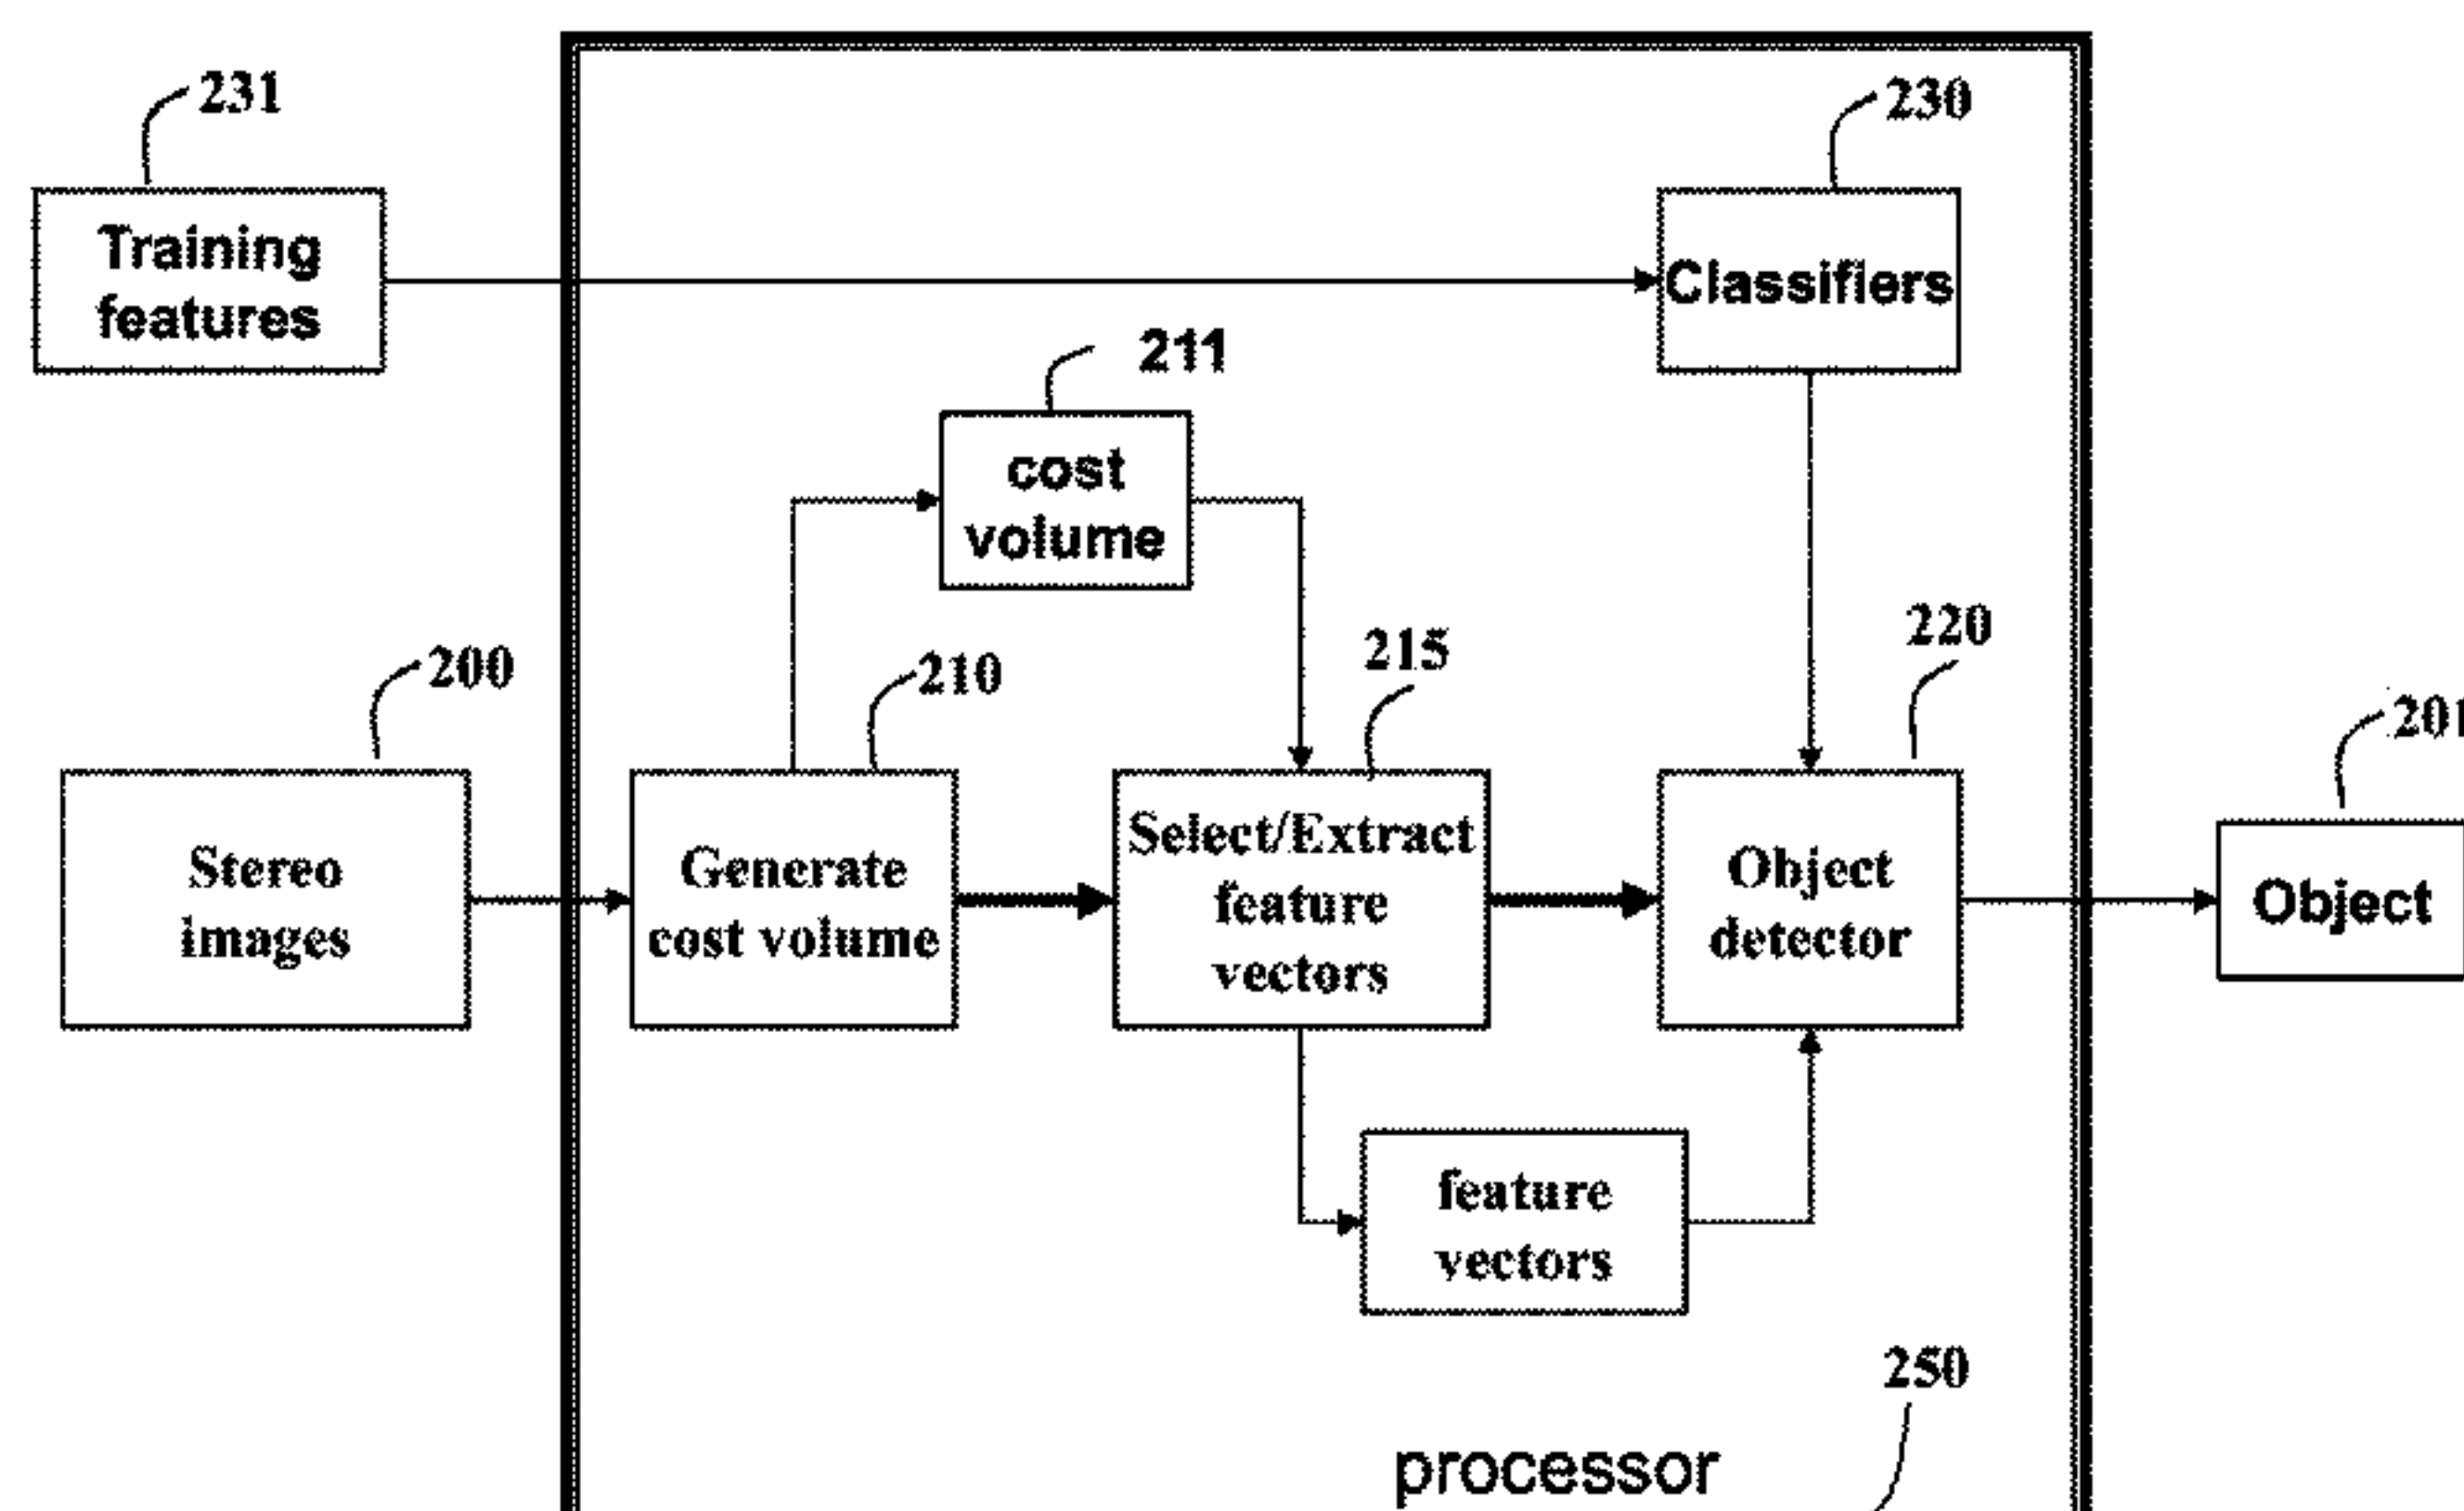 231
230
Training
features
Classifiers
211
cost
volume
200
210
215
220
201
Stereo
images
Generate
cost volume
Select/Extract
feature
vectors
Object
detector
Object
feature
vectors
250
processor